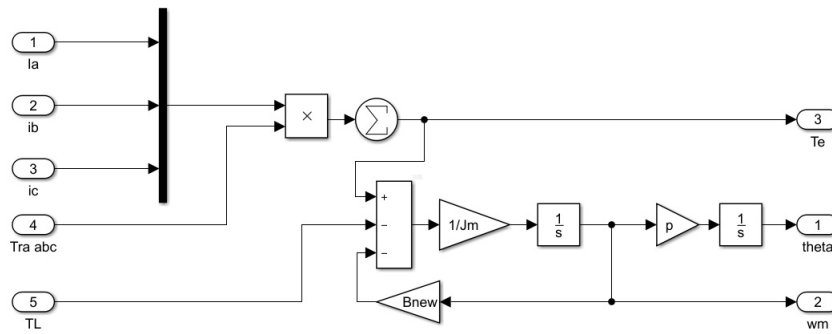 1
Ia
2
ib
3
ic
4
Tra abc
5
TL
×
Σ
+
−
−
1/Jm
1
s
p
1
s
Bnew
3
Te
1
theta
2
wm